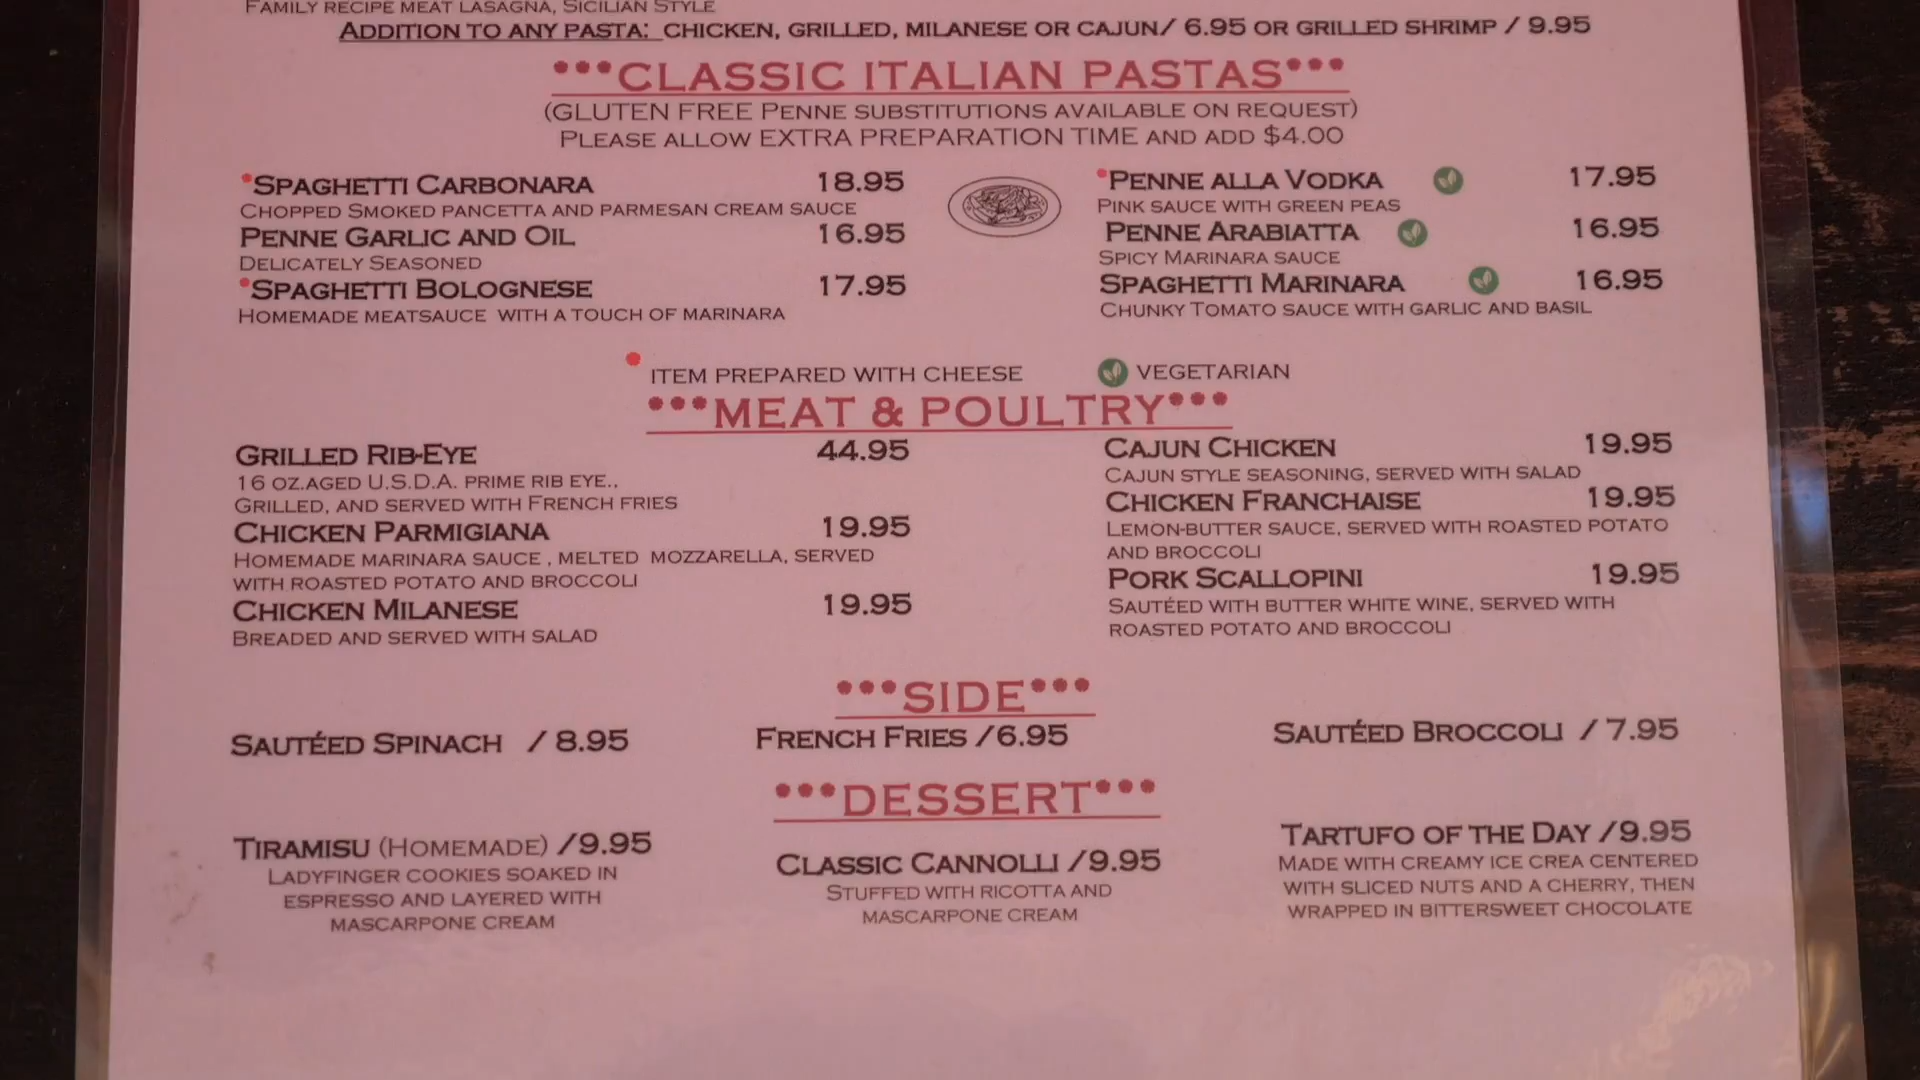 FAMILY RECIPE MEAT LASAGNA, SICILIAN STYLE
ADDITION TO ANY PASTA: CHICKEN, GRILLED, MILANESE OR CAJUN/ 6.95 OR GRILLED SHRIMP / 9.95
***CLASSIC ITALIAN PASTAS***
(GLUTEN FREE PENNE SUBSTITUTIONS AVAILABLE ON REQUEST)
PLEASE ALLOW EXTRA PREPARATION TIME AND ADD $4.00
*SPAGHETTI CARBONARA 18.95
CHOPPED SMOKED PANCETTA AND PARMESAN CREAM SAUCE
PENNE GARLIC AND OIL 16.95
DELICATELY SEASONED
*SPAGHETTI BOLOGNESE 17.95
HOMEMADE MEATSAUCE WITH A TOUCH OF MARINARA
*PENNE ALLA VODKA 17.95
PINK SAUCE WITH GREEN PEAS
PENNE ARABIATTA 16.95
SPICY MARINARA SAUCE
SPAGHETTI MARINARA 16.95
CHUNKY TOMATO SAUCE WITH GARLIC AND BASIL
* ITEM PREPARED WITH CHEESE
VEGETARIAN
***MEAT & POULTRY***
GRILLED RIB-EYE 44.95
16 OZ.AGED U.S.D.A. PRIME RIB EYE.,
GRILLED, AND SERVED WITH FRENCH FRIES
CHICKEN PARMIGIANA 19.95
HOMEMADE MARINARA SAUCE , MELTED MOZZARELLA, SERVED
WITH ROASTED POTATO AND BROCCOLI
CHICKEN MILANESE 19.95
BREADED AND SERVED WITH SALAD
CAJUN CHICKEN 19.95
CAJUN STYLE SEASONING, SERVED WITH SALAD
CHICKEN FRANCHAISE 19.95
LEMON-BUTTER SAUCE, SERVED WITH ROASTED POTATO
AND BROCCOLI
PORK SCALLOPINI 19.95
SAUTÉED WITH BUTTER WHITE WINE, SERVED WITH
ROASTED POTATO AND BROCCOLI
***SIDE***
SAUTÉED SPINACH / 8.95
FRENCH FRIES /6.95
SAUTÉED BROCCOLI / 7.95
***DESSERT***
TIRAMISU (HOMEMADE) /9.95
LADYFINGER COOKIES SOAKED IN
ESPRESSO AND LAYERED WITH
MASCARPONE CREAM
CLASSIC CANNOLLI /9.95
STUFFED WITH RICOTTA AND
MASCARPONE CREAM
TARTUFO OF THE DAY /9.95
MADE WITH CREAMY ICE CREA CENTERED
WITH SLICED NUTS AND A CHERRY, THEN
WRAPPED IN BITTERSWEET CHOCOLATE